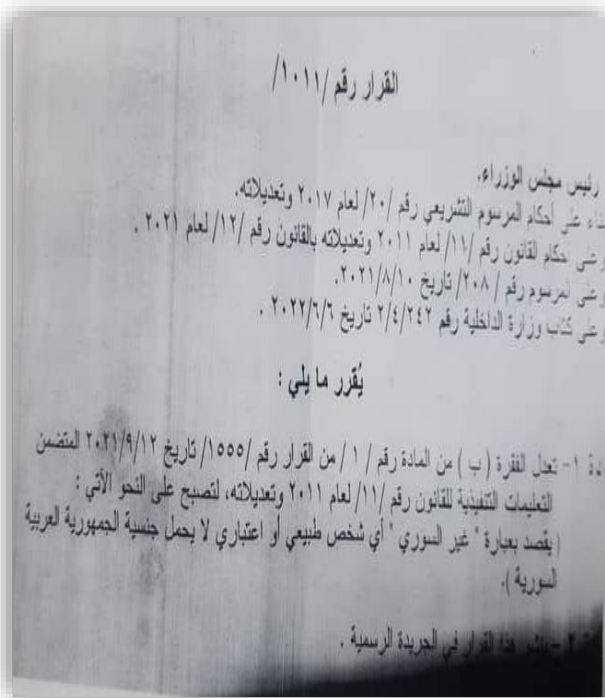 القرار رقم /١٠١١/
رئيس مجلس الوزراء.
بناء على أحكام المرسوم التشريعي رقم /٢٠/ لعام ٢٠١٧ وتعديلاته.
وعلى أحكام القانون رقم /١١/ لعام ٢٠١١ وتعديلاته بالقانون رقم /١٢/ لعام ٢٠٢١ .
وعلى المرسوم رقم /٢٠٨/ تاريخ ٢٠٢١/٨/١٠.
وعلى كتاب وزارة الداخلية رقم ٢/٤/٢٤٢ تاريخ ٢٠٢٢/٦/٦ .
يُقرر ما يلي :
دة ١- تعدل الفقرة ( ب ) من المادة رقم / ١ / من القرار رقم /١٥٥٥/ تاريخ ٢٠٢١/٩/١٢ المتضمن
التعليمات التنفيذية للقانون رقم /١١/ لعام ٢٠١١ وتعديلاته، لتصبح على النحو الآتي :
( يقصد بعبارة " غير السوري " أي شخص طبيعي أو اعتباري لا يحمل جنسية الجمهورية العربية
السورية ).
٢ - ينشر هذا القرار في الجريدة الرسمية .